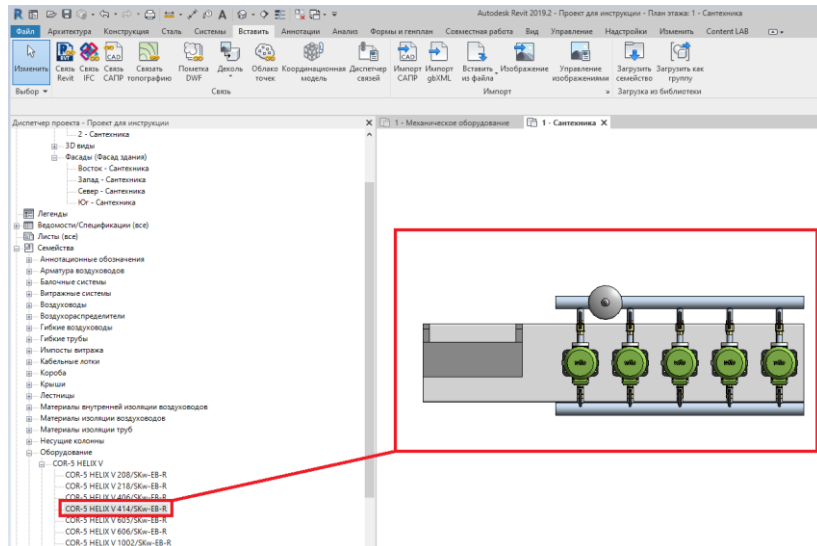 Autodesk Revit 2019.2 - Проект для инструкции - План этажа: 1 - Сантехника
Файл Архитектура Конструкция Сталь Системы Вставить Аннотации Анализ Формы и генплан Совместная работа Вид Управление Надстройки Изменить Content LAB
Изменить Связь Revit Связь IFC Связь САПР Связать топографию Пометка DWF Деколь Облако точек Координационная модель Диспетчер связей Импорт САПР Импорт gbXML Вставить из файла Изображение Управление изображениями Загрузить семейство Загрузить как группу
Выбор Связь Импорт Загрузка из библиотеки
Диспетчер проекта - Проект для инструкции
1 - Механическое оборудование
1 - Сантехника
2 - Сантехника
3D виды
Фасады (Фасад здания)
Восток - Сантехника
Запад - Сантехника
Север - Сантехника
Юг - Сантехника
Легенды
Ведомости/Спецификации (все)
Листы (все)
Семейства
Аннотационные обозначения
Арматура воздуховодов
Балочные системы
Витражные системы
Воздуховоды
Воздухораспределители
Гибкие воздуховоды
Гибкие трубы
Импосты витража
Кабельные лотки
Короба
Крыши
Лестницы
Материалы внутренней изоляции воздуховодов
Материалы изоляции воздуховодов
Материалы изоляции труб
Несущие колонны
Оборудование
COR-5 HELIX V
COR-5 HELIX V 208/SKw-EB-R
COR-5 HELIX V 218/SKw-EB-R
COR-5 HELIX V 406/SKw-EB-R
COR-5 HELIX V 414/SKw-EB-R
COR-5 HELIX V 605/SKw-EB-R
COR-5 HELIX V 606/SKw-EB-R
COR-5 HELIX V 1002/SKw-EB-R
wilo wilo wilo wilo wilo